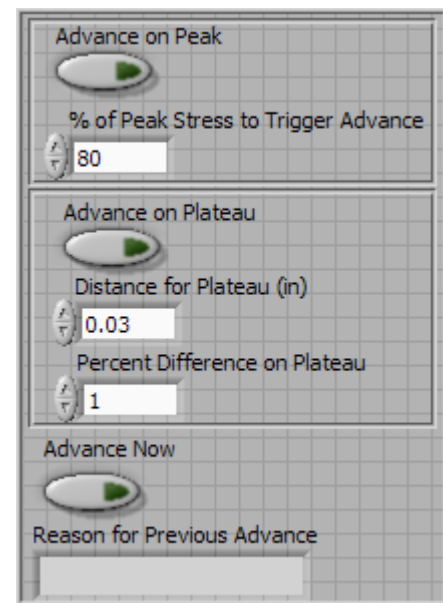 Advance on Peak
% of Peak Stress to Trigger Advance
80
Advance on Plateau
Distance for Plateau (in)
0.03
Percent Difference on Plateau
1
Advance Now
Reason for Previous Advance